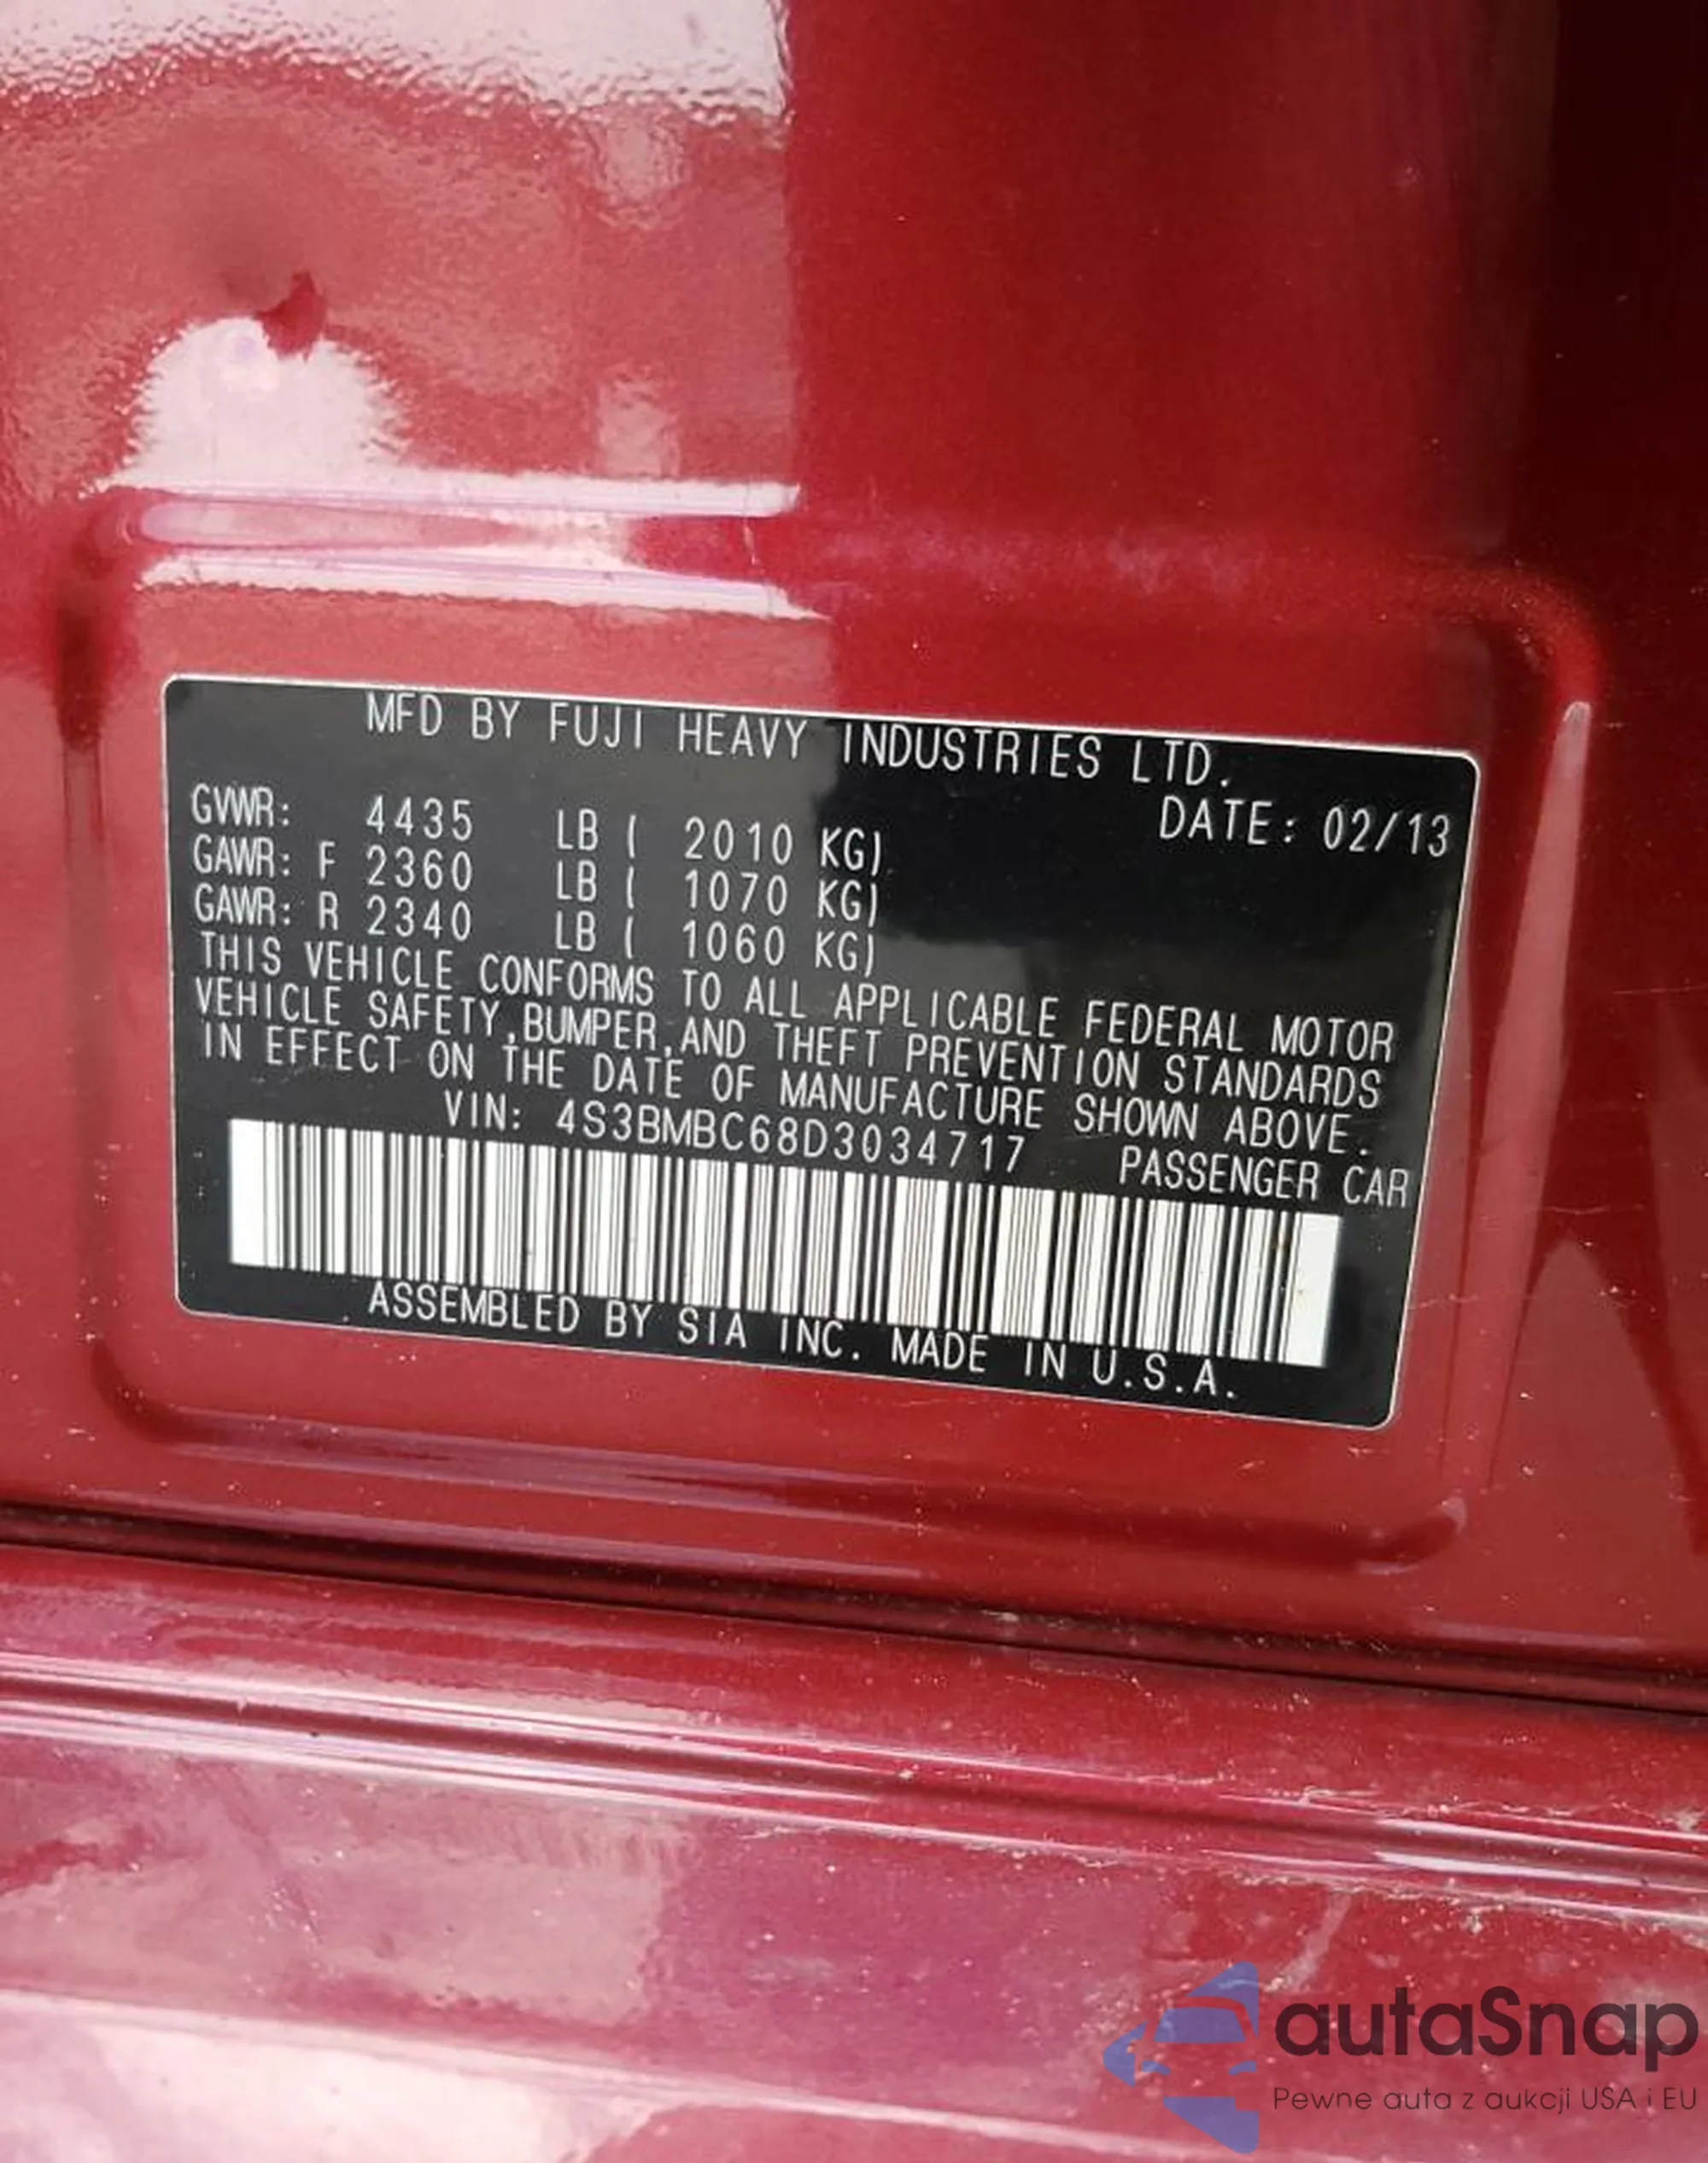 MFD BY FUJI HEAVY INDUSTRIES LTD.
DATE: 02/13
GVWR: 4435 LB ( 2010 KG)
GAWR: F 2360 LB ( 1070 KG)
GAWR: R 2340 LB ( 1060 KG)
THIS VEHICLE CONFORMS TO ALL APPLICABLE FEDERAL MOTOR
VEHICLE SAFETY,BUMPER,AND THEFT PREVENTION STANDARDS
IN EFFECT ON THE DATE OF MANUFACTURE SHOWN ABOVE.
VIN: 4S3BMBC68D3034717 PASSENGER CAR
ASSEMBLED BY SIA INC. MADE IN U.S.A.
autaSnap
Pewne auta z aukcji USA i EU